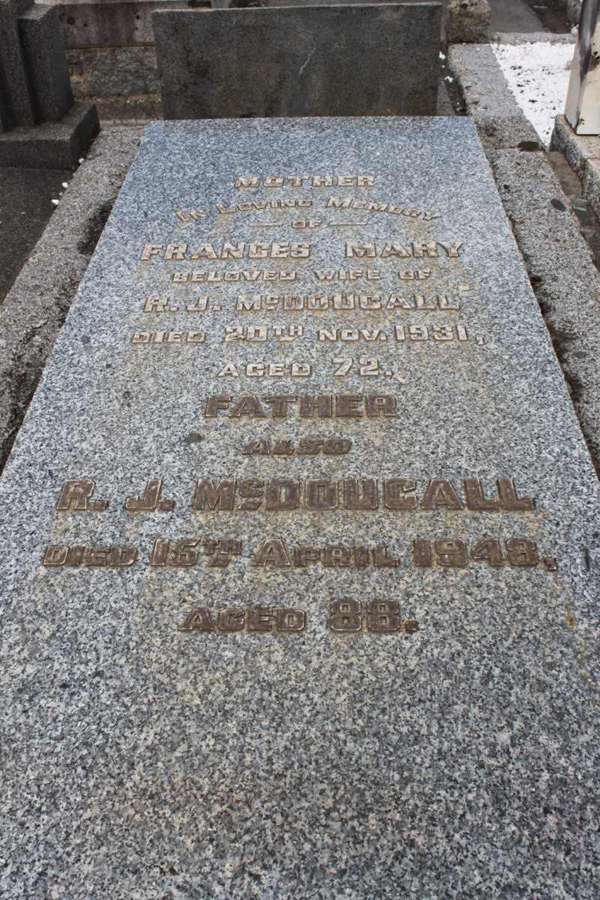 MOTHER
IN LOVING MEMORY
— OF —
FRANCES MARY
BELOVED WIFE OF
R. J. McDOUGALL
DIED 20TH NOV. 1931,
AGED 72.
FATHER
ALSO
R. J. McDOUGALL
DIED 15TH APRIL 1948.
AGED 88.